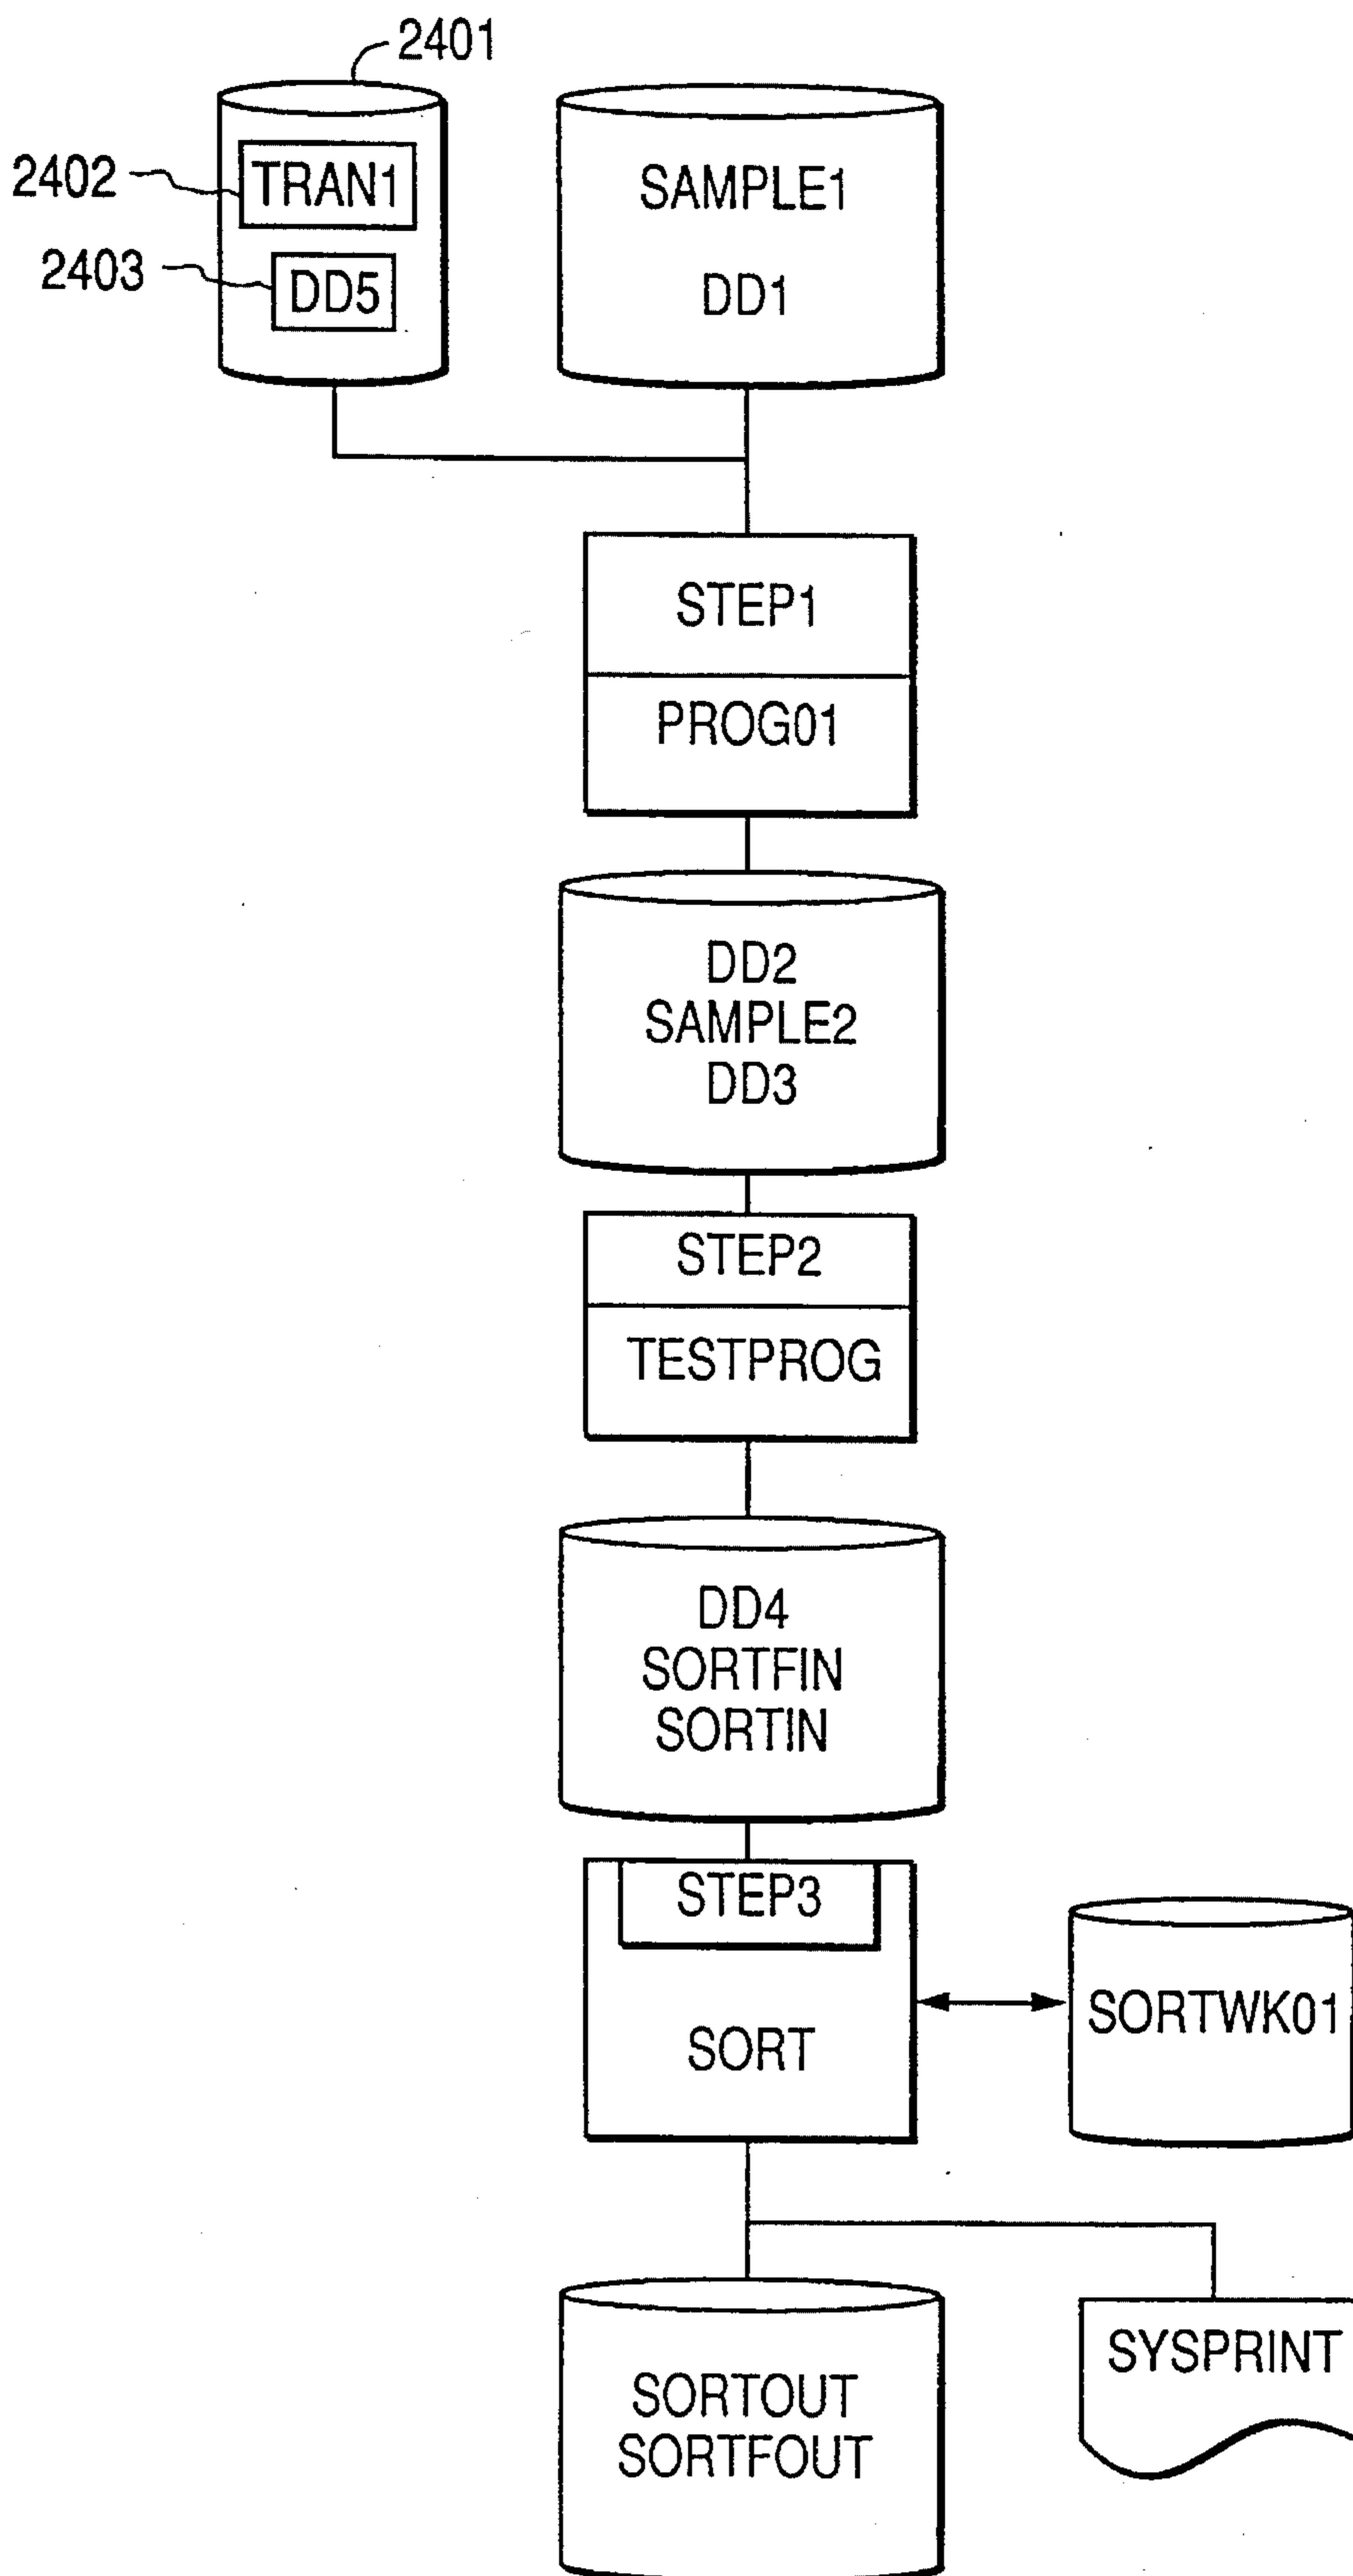 2401
2402
TRAN1
2403
DD5
SAMPLE1
DD1
STEP1
PROG01
DD2
SAMPLE2
DD3
STEP2
TESTPROG
DD4
SORTFIN
SORTIN
STEP3
SORT
SORTWK01
SORTOUT
SORTFOUT
SYSPRINT